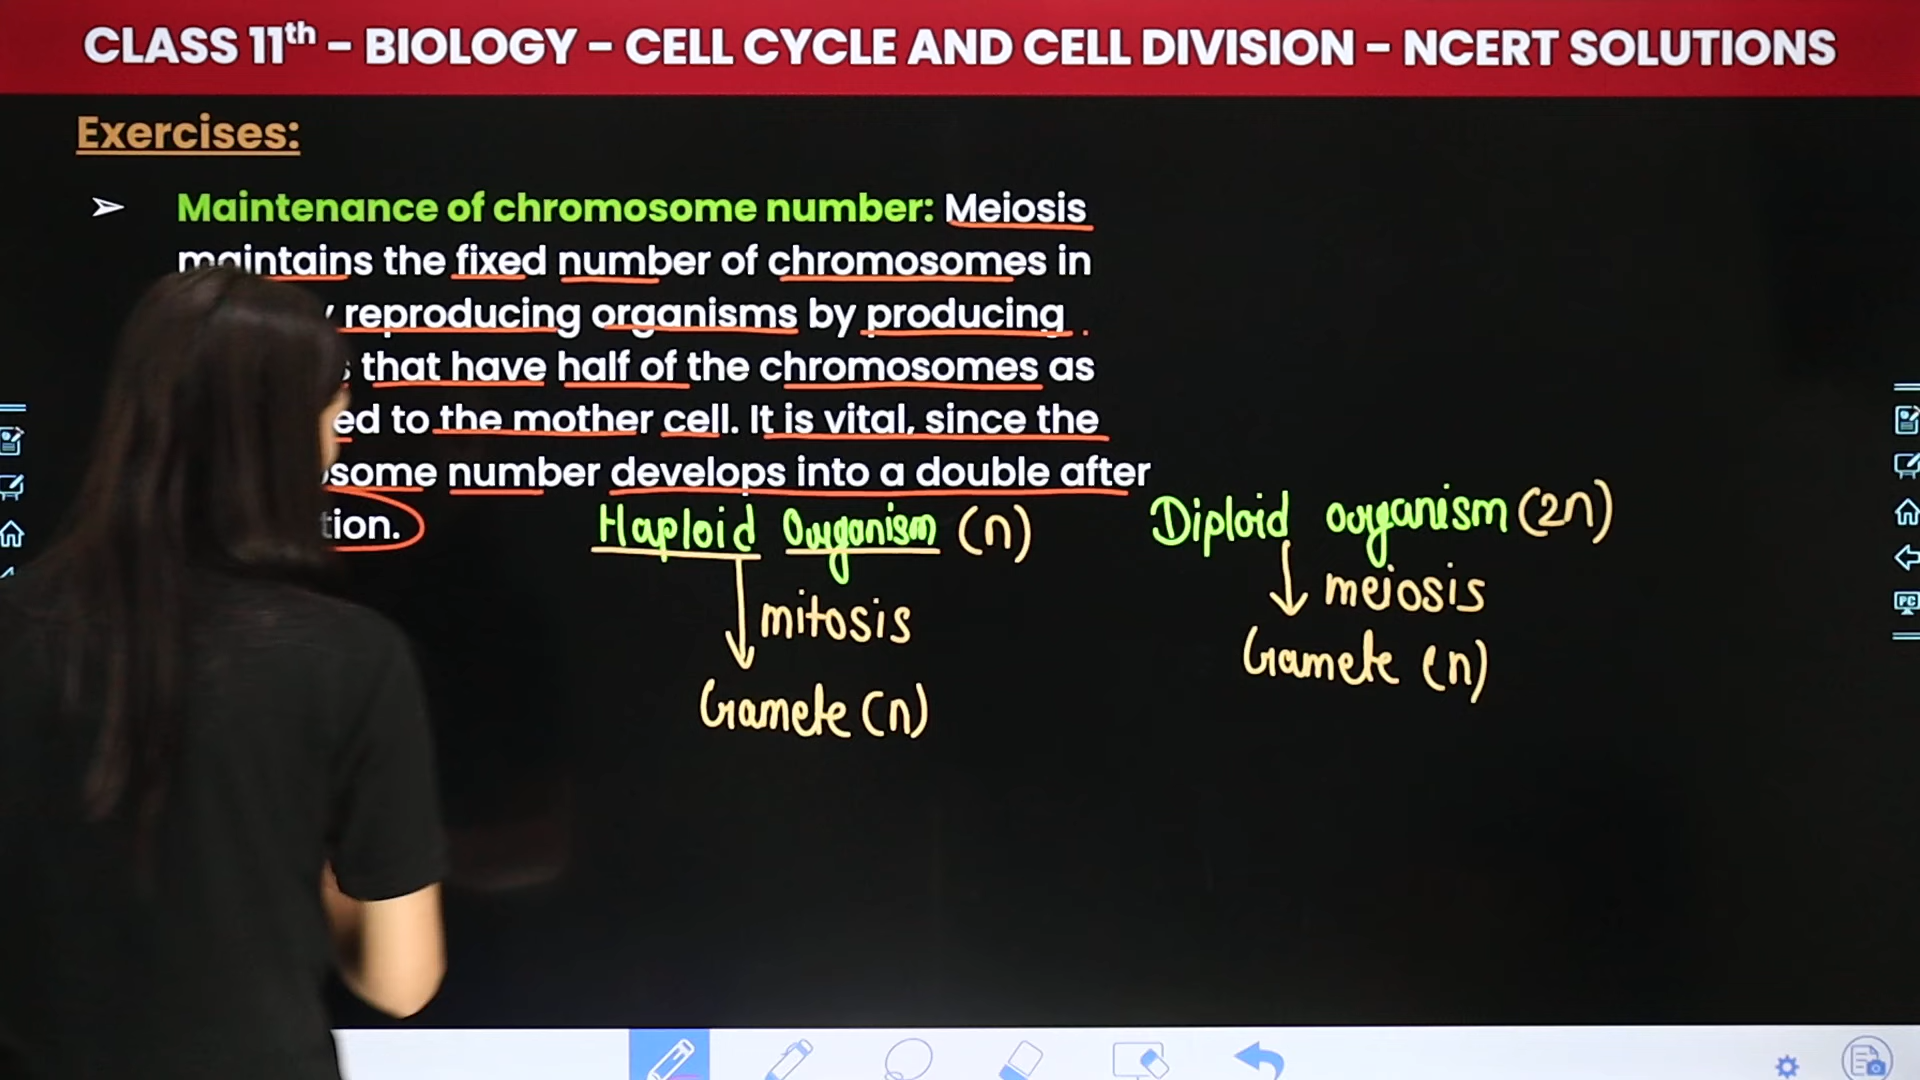 CLASS 11th – BIOLOGY – CELL CYCLE AND CELL DIVISION – NCERT SOLUTIONS
Exercises:
➢ Maintenance of chromosome number: Meiosis
maintains the fixed number of chromosomes in
reproducing organisms by producing
that have half of the chromosomes as
ed to the mother cell. It is vital, since the
some number develops into a double after
tion.
Haploid Organism (n)
mitosis
Gamete (n)
Diploid organism (2n)
meiosis
Gamete (n)
PC